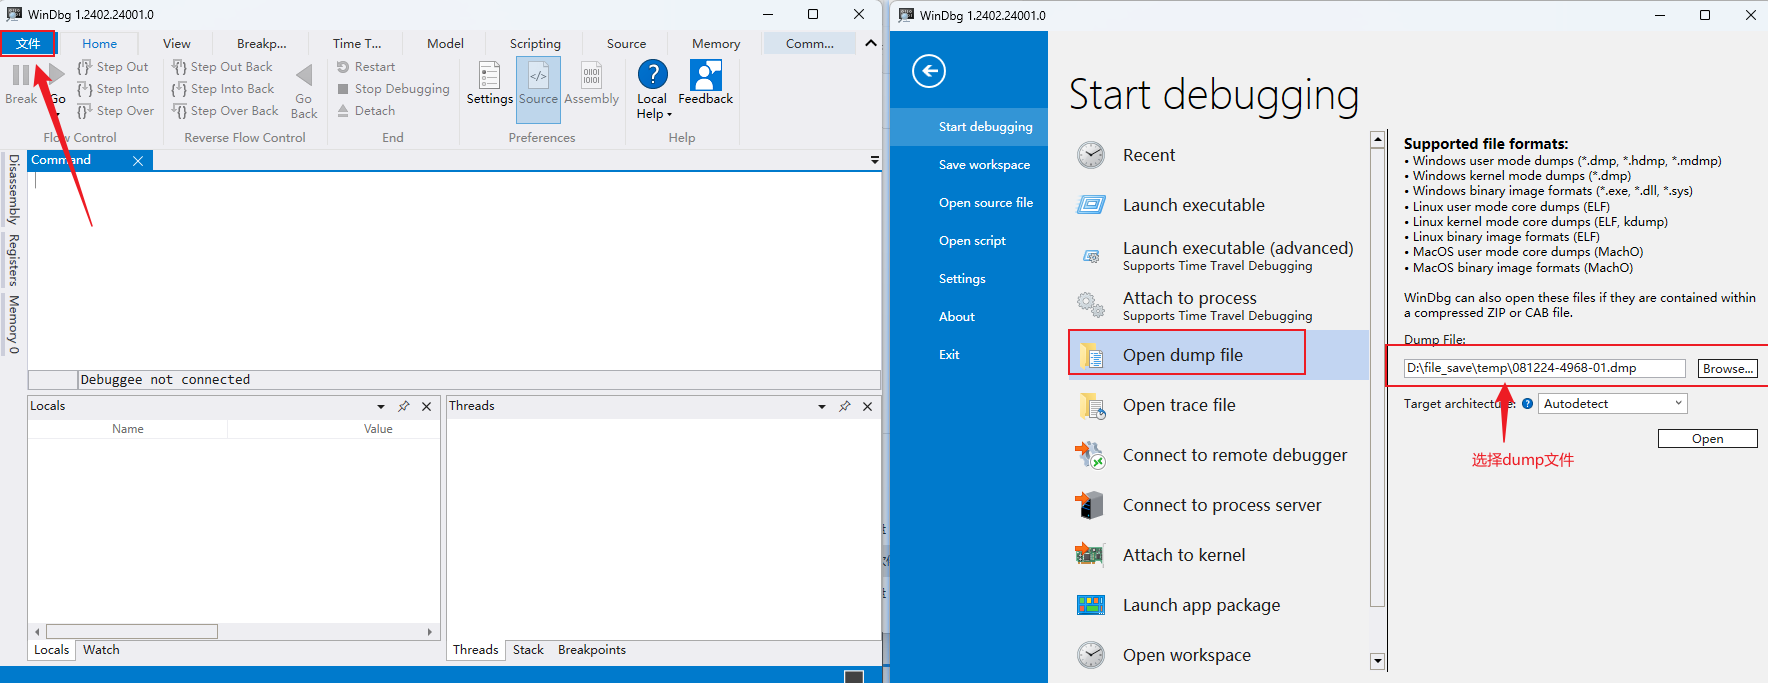 WinDbg 1.2402.24001.0
文件
Home
View
Breakp...
Time T...
Model
Scripting
Source
Memory
Comm...
Break
Go
Step Out
Step Into
Step Over
Flow Control
Step Out Back
Step Into Back
Step Over Back
Go
Back
Reverse Flow Control
Restart
Stop Debugging
Detach
End
Settings
Source
Assembly
Preferences
Local
Help
Feedback
Help
Disassembly
Registers
Memory 0
Command
Debuggee not connected
Locals
Name
Value
Locals
Watch
Threads
Threads
Stack
Breakpoints
WinDbg 1.2402.24001.0
Start debugging
Save workspace
Open source file
Open script
Settings
About
Exit
Start debugging
Recent
Launch executable
Launch executable (advanced)
Supports Time Travel Debugging
Attach to process
Supports Time Travel Debugging
Open dump file
Open trace file
Connect to remote debugger
Connect to process server
Attach to kernel
Launch app package
Open workspace
Supported file formats:
• Windows user mode dumps (*.dmp, *.hdmp, *.mdmp)
• Windows kernel mode dumps (*.dmp)
• Windows binary image formats (*.exe, *.dll, *.sys)
• Linux user mode core dumps (ELF)
• Linux kernel mode core dumps (ELF, kdump)
• Linux binary image formats (ELF)
• MacOS user mode core dumps (MachO)
• MacOS binary image formats (MachO)
WinDbg can also open these files if they are contained within
a compressed ZIP or CAB file.
Dump File:
D:\file_save\temp\081224-4968-01.dmp
Browse...
Target architecture:
Autodetect
Open
选择dump文件